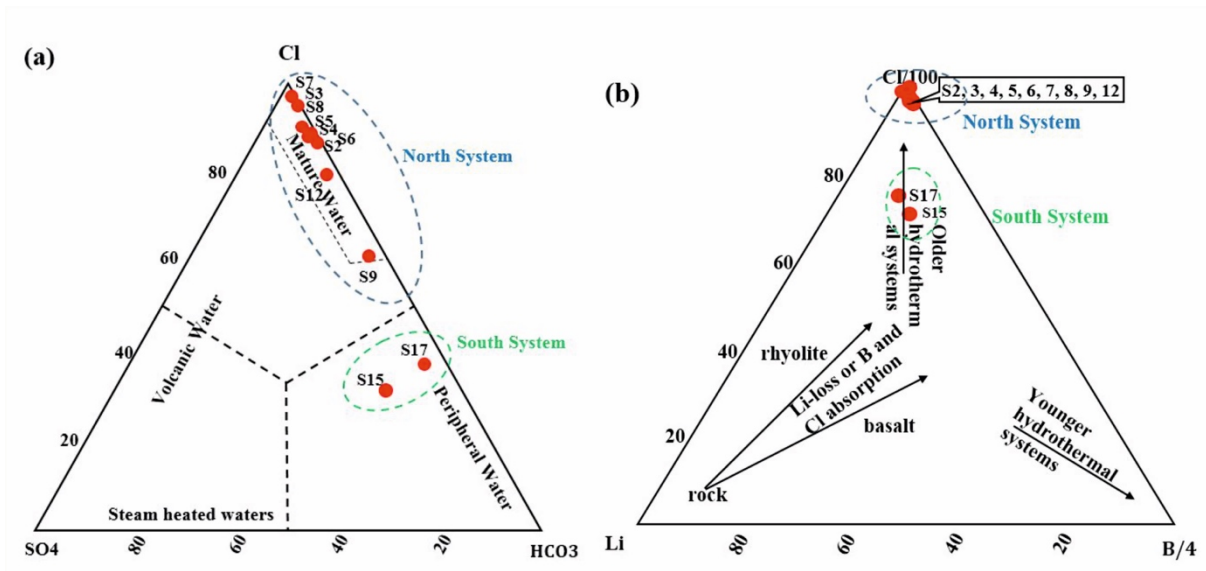 (a)
Cl
S7
S3
S8
S5
S4
S6
S2
Mature Water
S12
S9
North System
80
60
40
20
Volcanic Water
South System
S17
S15
Peripheral Water
Steam heated waters
SO4
80
60
40
20
HCO3
(b)
Cl/100
S2, 3, 4, 5, 6, 7, 8, 9, 12
North System
80
60
40
20
S17
S15
South System
Older
hydrotherm
al systems
rhyolite
Li-loss or B and
Cl absorption
basalt
rock
Younger
hydrothermal
systems
Li
80
60
40
20
B/4